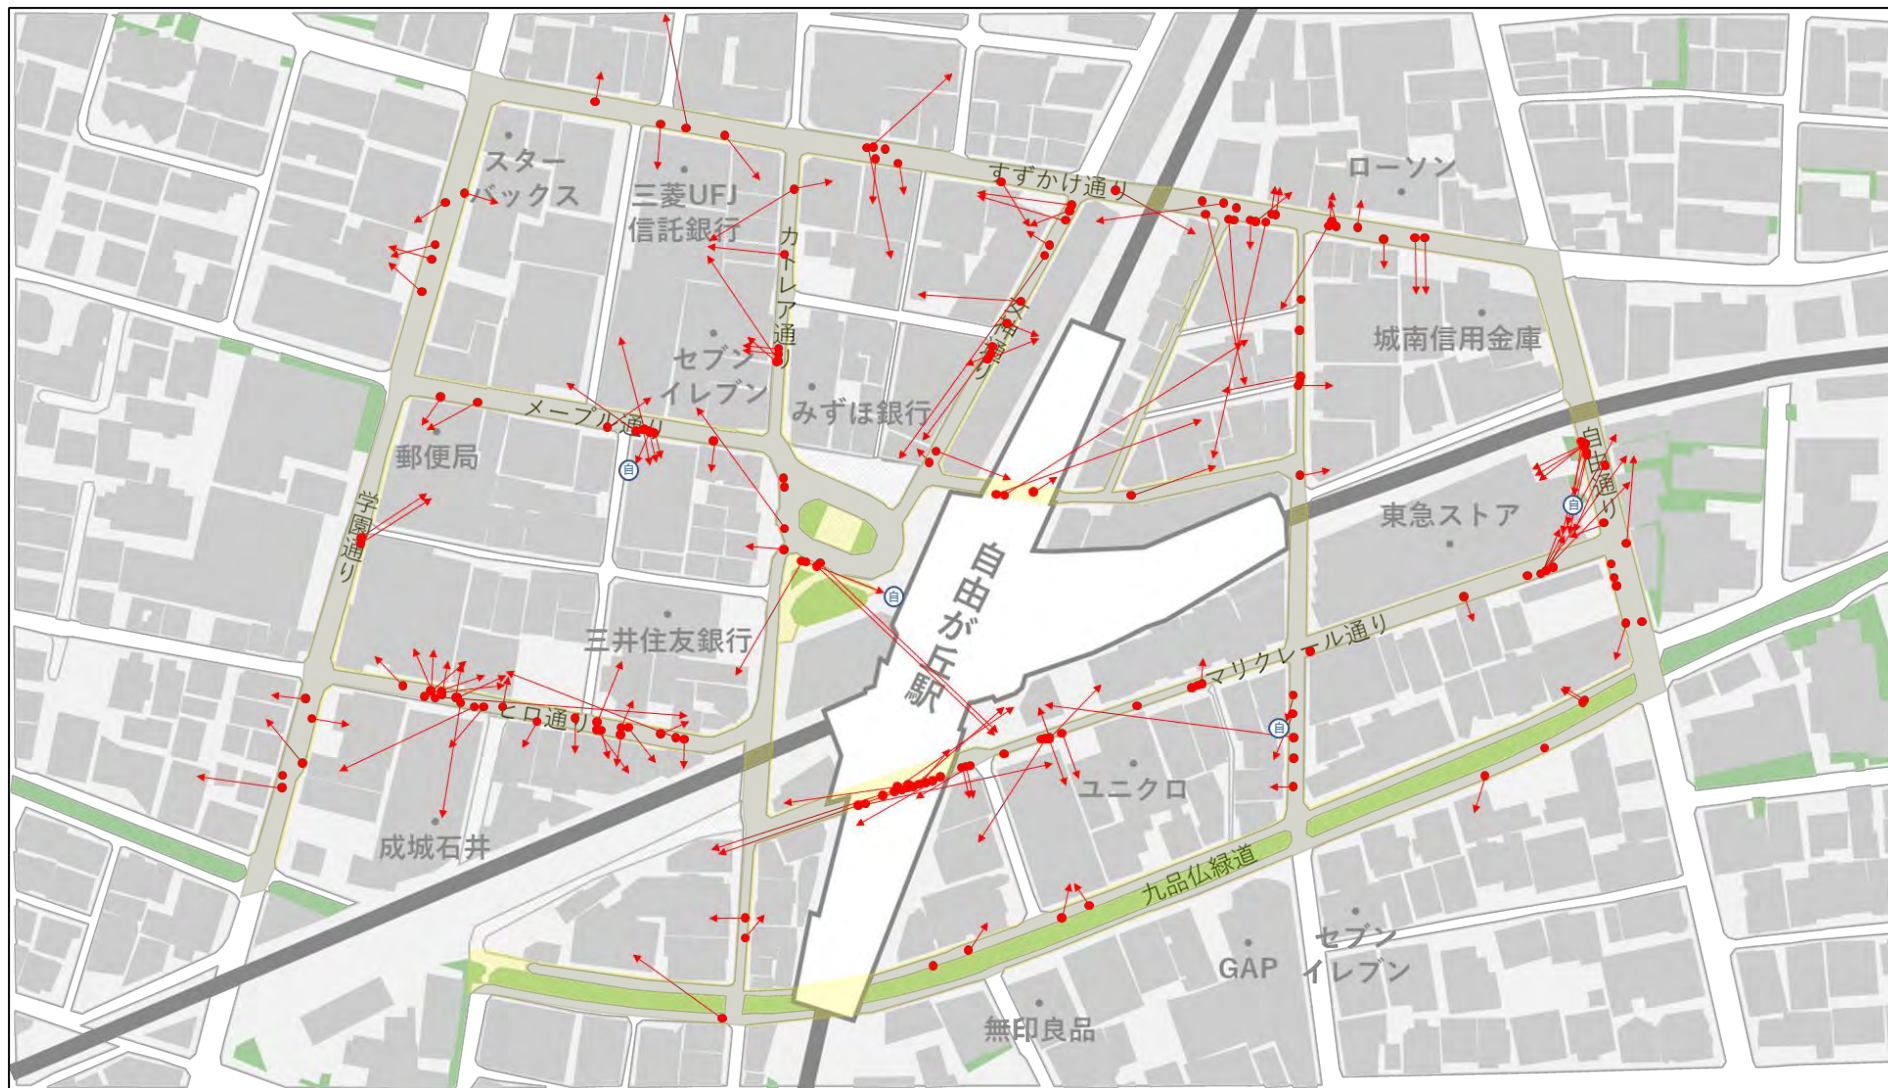 スター
バックス
すずかけ通り
ローソン
三菱UFJ
信託銀行
カトレア通り
女神通り
城南信用金庫
セブン
イレブン
みずほ銀行
メープル通り
郵便局
自
自由通り
学園通り
自
東急ストア
自由が丘駅
自
三井住友銀行
マリクレール通り
ヒロ通り
自
ユニクロ
成城石井
九品仏緑道
セブン
イレブン
GAP
無印良品